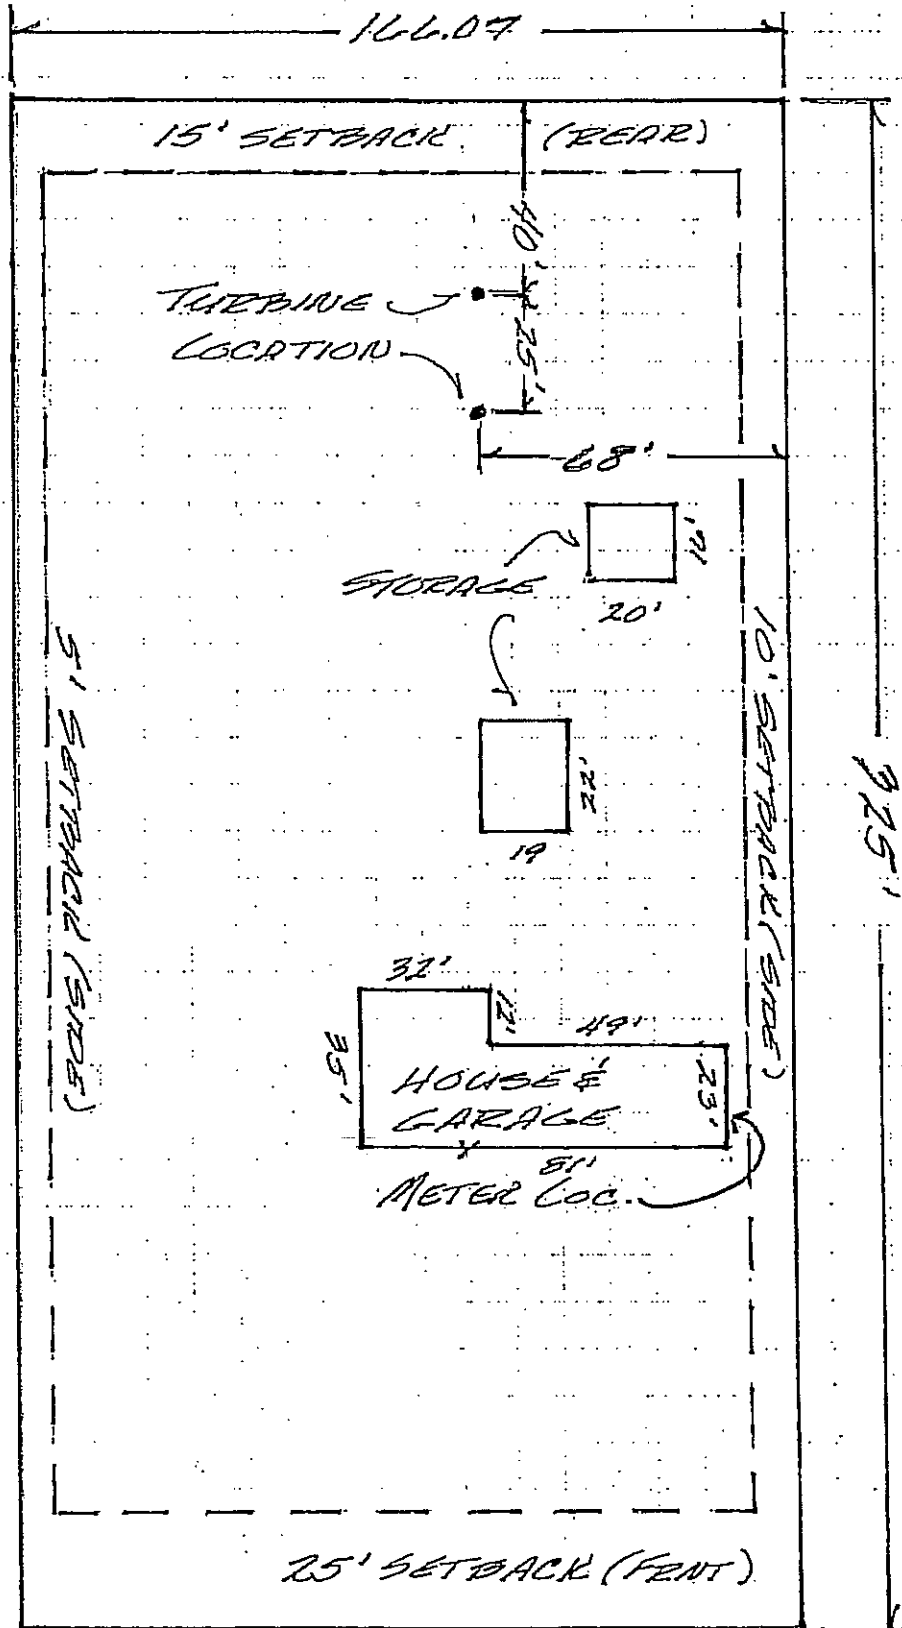 166.07
15' SETBACK (REAR)
40'
TURBINE
LOCATION
25'
68'
STORAGE
20'
5' SETBACK (SIDE)
10' SETBACK (SIDE)
325'
22'
19
32'
12'
49'
35'
HOUSE &
GARAGE
23'
81'
METER LOC.
25' SETBACK (FRNT)